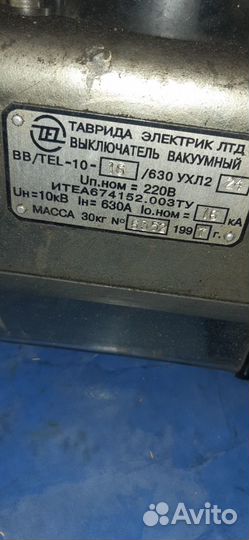 TEL
ТАВРИДА ЭЛЕКТРИК ЛТД
ВЫКЛЮЧАТЕЛЬ ВАКУУМНЫЙ
ВВ/TEL-10- 16 /630 УХЛ2
Uп.ном = 220В
ИТЕА674152.003ТУ
Uн=10кВ Iн= 630А Iо.ном= 16 кА
МАССА 30кг № 199 г.
Avito